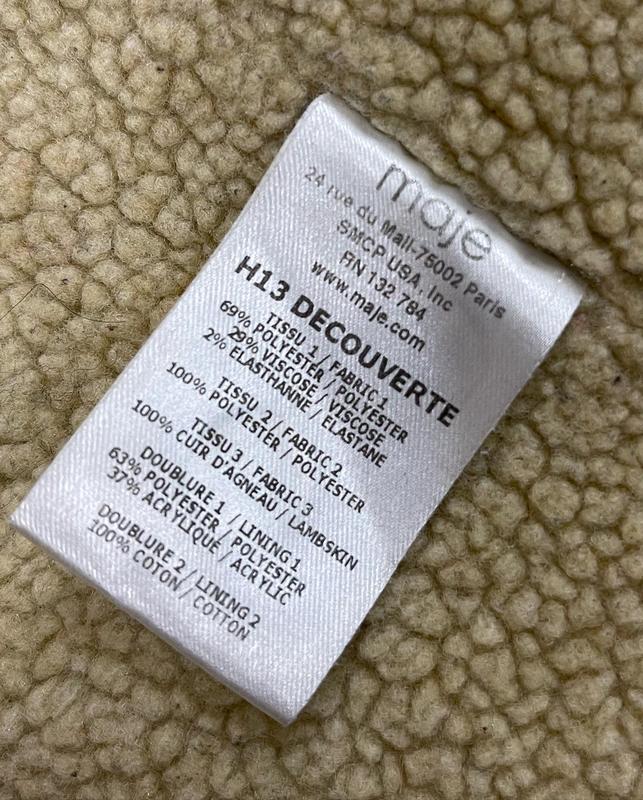 maje
24 rue du Mail-75002 Paris
SMCP USA, Inc
RN 132 784
www.maje.com
H13 DECOUVERTE
TISSU 1 / FABRIC 1
69% POLYESTER / POLYESTER
29% VISCOSE / VISCOSE
2% ELASTHANNE / ELASTANE
TISSU 2 / FABRIC 2
100% POLYESTER / POLYESTER
TISSU 3 / FABRIC 3
100% CUIR D'AGNEAU / LAMBSKIN
DOUBLURE 1 / LINING 1
63% POLYESTER / POLYESTER
37% ACRYLIQUE / ACRYLIC
DOUBLURE 2 / LINING 2
100% COTON / COTTON